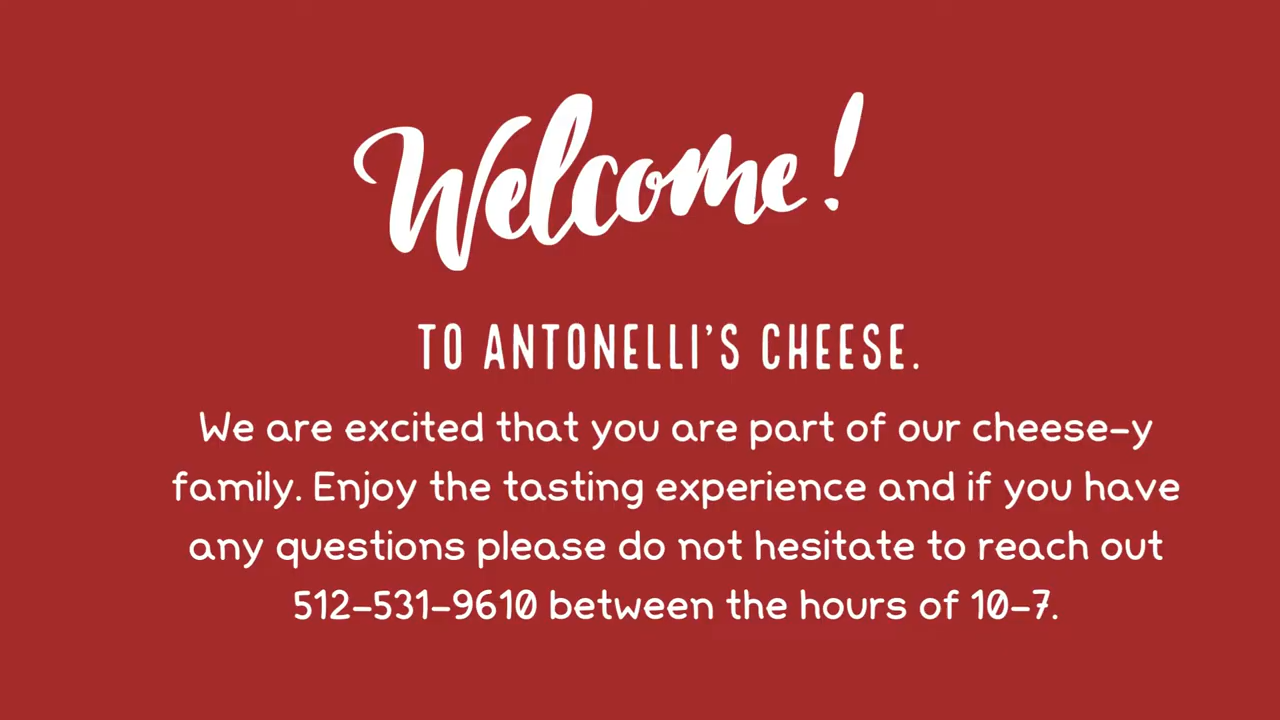 Welcome!
TO ANTONELLI'S CHEESE.
We are excited that you are part of our cheese-y
family. Enjoy the tasting experience and if you have
any questions please do not hesitate to reach out
512-531-9610 between the hours of 10-7.